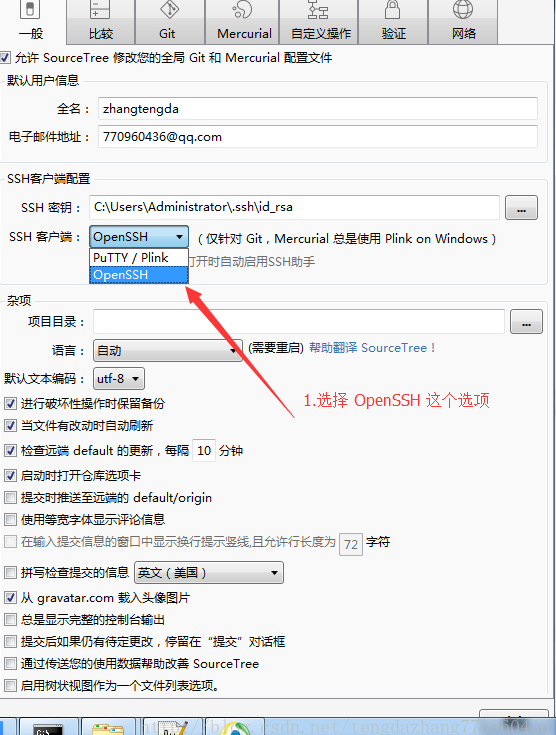 一般 比较 Git Mercurial 自定义操作 验证 网络
允许 SourceTree 修改您的全局 Git 和 Mercurial 配置文件
默认用户信息
全名： zhangtengda
电子邮件地址： 770960436@qq.com
SSH客户端配置
SSH 密钥： C:\Users\Administrator\.ssh\id_rsa ...
SSH 客户端： OpenSSH （仅针对 Git，Mercurial 总是使用 Plink on Windows）
PuTTY / Plink 打开时自动启用SSH助手
OpenSSH
杂项
项目目录： ...
语言： 自动 (需要重启) 帮助翻译 SourceTree！
默认文本编码： utf-8
1.选择 OpenSSH 这个选项
进行破坏性操作时保留备份
当文件有改动时自动刷新
检查远端 default 的更新，每隔 10 分钟
启动时打开仓库选项卡
提交时推送至远端的 default/origin
使用等宽字体显示评论信息
在输入提交信息的窗口中显示换行提示竖线,且允许行长度为 72 字符
拼写检查提交的信息 英文（美国）
从 gravatar.com 载入头像图片
总是显示完整的控制台输出
提交后如果仍有待定更改，停留在“提交”对话框
通过传送您的使用数据帮助改善 SourceTree
启用树状视图作为一个文件列表选项。